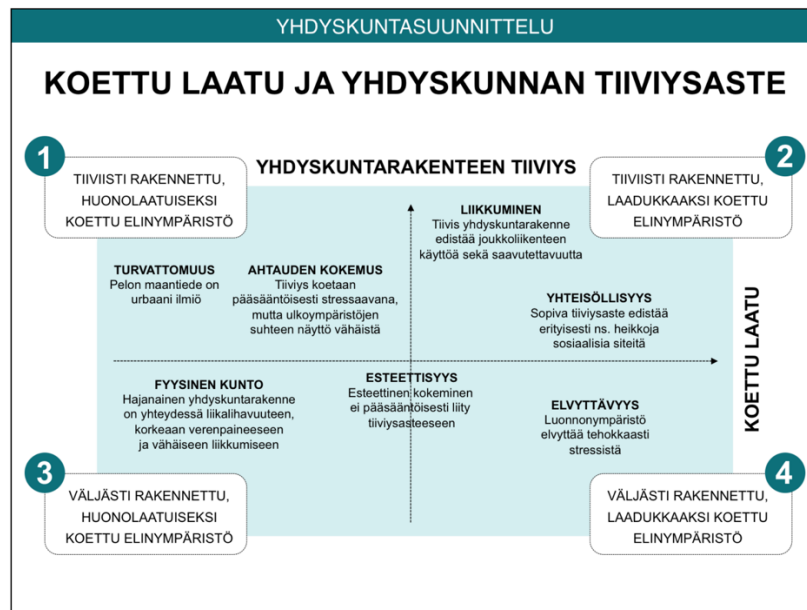 YHDYSKUNTASUUNNITTELU
KOETTU LAATU JA YHDYSKUNNAN TIIVIYSASTE
1
TIIVIISTI RAKENNETTU,
HUONOLAATUISEKSI
KOETTU ELINYMPÄRISTÖ
YHDYSKUNTARAKENTEEN TIIVIYS
2
TIIVIISTI RAKENNETTU,
LAADUKKAAKSI KOETTU
ELINYMPÄRISTÖ
LIIKKUMINEN
Tiivis yhdyskuntarakenne
edistää joukkoliikenteen
käyttöä sekä saavutettavuutta
TURVATTOMUUS
Pelon maantiede on
urbaani ilmiö
AHTAUDEN KOKEMUS
Tiiviys koetaan
pääsääntöisesti stressaavana,
mutta ulkoympäristöjen
suhteen näyttö vähäistä
YHTEISÖLLISYYS
Sopiva tiiviysaste edistää
erityisesti ns. heikkoja
sosiaalisia siteitä
KOETTU LAATU
FYYSINEN KUNTO
Hajanainen yhdyskuntarakenne
on yhteydessä liikalihavuuteen,
korkeaan verenpaineeseen
ja vähäiseen liikkumiseen
ESTEETTISYYS
Esteettinen kokeminen
ei pääsääntöisesti liity
tiiviysasteeseen
ELVYTTÄVYYS
Luonnonympäristö
elvyttää tehokkaasti
stressistä
3
VÄLJÄSTI RAKENNETTU,
HUONOLAATUISEKSI
KOETTU ELINYMPÄRISTÖ
4
VÄLJÄSTI RAKENNETTU,
LAADUKKAAKSI KOETTU
ELINYMPÄRISTÖ